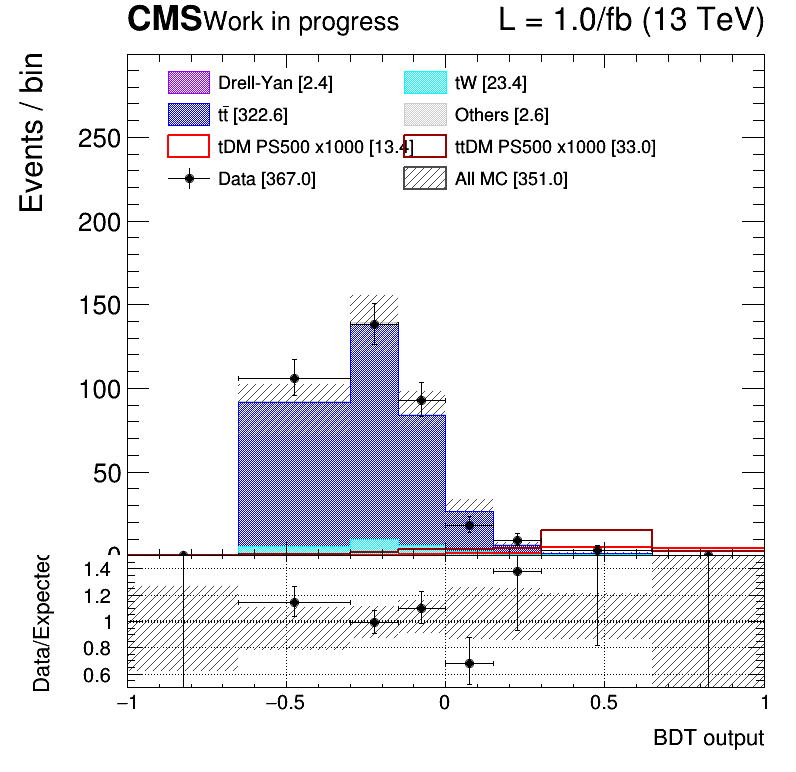 CMS Work in progress L = 1.0/fb (13 TeV)
Events / bin
Drell-Yan [2.4] tW [23.4]
tt̄ [322.6] Others [2.6]
tDM PS500 x1000 [13.4] ttDM PS500 x1000 [33.0]
Data [367.0] All MC [351.0]
250
200
150
100
50
0
Data/Expected
1.4
1.2
1
0.8
0.6
−1 −0.5 0 0.5 1
BDT output